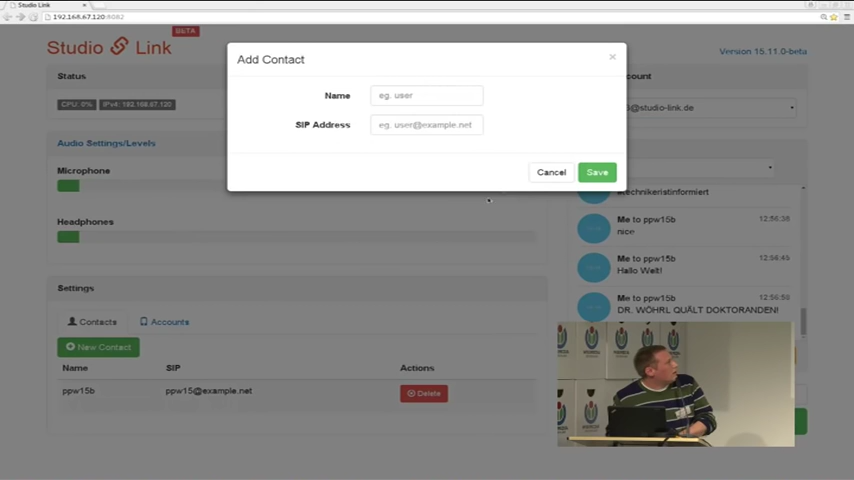 Studio Link
192.168.67.120:8082
BETA
Studio Link
Version 15.11.0-beta
Add Contact
Name
eg. user
SIP Address
eg. user@example.net
Cancel
Save
Status
CPU: 0%
IPv4: 192.168.67.120
Audio Settings/Levels
Microphone
Headphones
@studio-link.de
technikeristinformiert
Me to ppw15b
12:56:38
nice
Me to ppw15b
12:56:45
Hallo Welt!
Me to ppw15b
12:56:58
DR. WÖHRL QUÄLT DOKTORANDEN!
Settings
Contacts
Accounts
New Contact
Name
SIP
Actions
ppw15b
ppw15@example.net
Delete